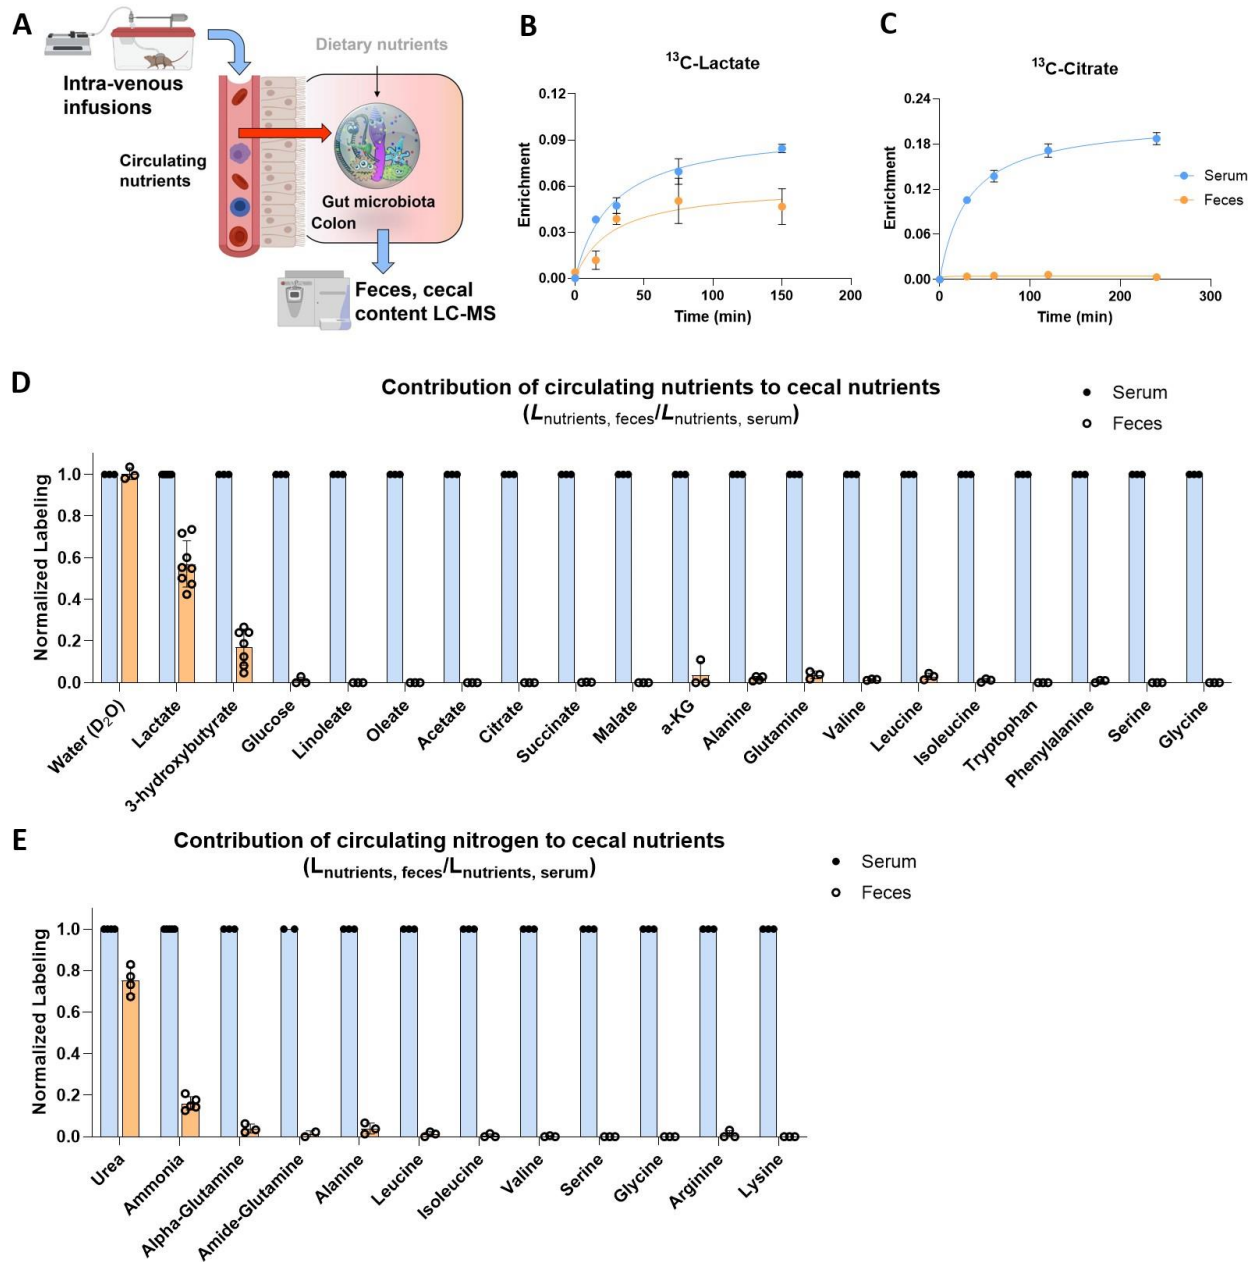 A
Intra-venous
infusions
Circulating
nutrients
Dietary nutrients
Gut microbiota
Colon
Feces, cecal
content LC-MS
B
¹³C-Lactate
Enrichment
0.12
0.09
0.06
0.03
0.00
0
50
100
150
200
Time (min)
C
¹³C-Citrate
Enrichment
0.24
0.18
0.12
0.06
0.00
0
100
200
300
Time (min)
Serum
Feces
D
Contribution of circulating nutrients to cecal nutrients
(L nutrients, feces/L nutrients, serum)
Serum
Feces
Normalized Labeling
1.0
0.8
0.6
0.4
0.2
0.0
Water (D₂O)
Lactate
3-hydroxybutyrate
Glucose
Linoleate
Oleate
Acetate
Citrate
Succinate
Malate
a-KG
Alanine
Glutamine
Valine
Leucine
Isoleucine
Tryptophan
Phenylalanine
Serine
Glycine
E
Contribution of circulating nitrogen to cecal nutrients
(L nutrients, feces/L nutrients, serum)
Serum
Feces
Normalized Labeling
1.0
0.8
0.6
0.4
0.2
0.0
Urea
Ammonia
Alpha-Glutamine
Amide-Glutamine
Alanine
Leucine
Isoleucine
Valine
Serine
Glycine
Arginine
Lysine